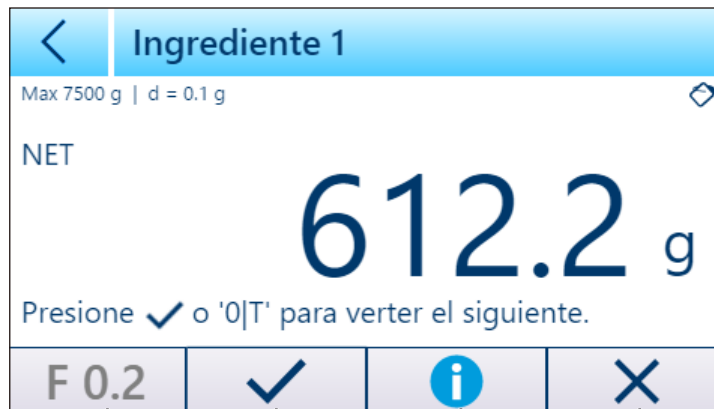 Ingrediente 1
Max 7500 g | d = 0.1 g
NET
612.2 g
Presione ✓ o '0|T' para verter el siguiente.
F 0.2